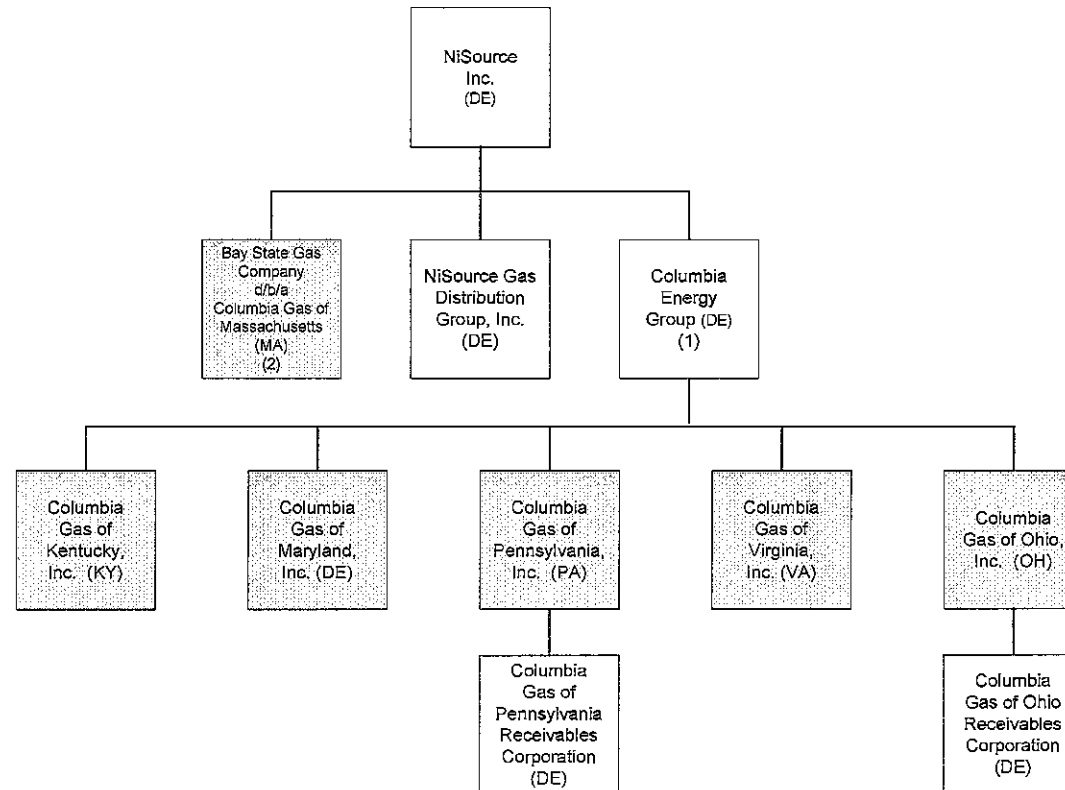 NiSource
Inc.
(DE)
Bay State Gas
Company
d/b/a
Columbia Gas of
Massachusetts
(MA)
(2)
NiSource Gas
Distribution
Group, Inc.
(DE)
Columbia
Energy
Group (DE)
(1)
Columbia
Gas of
Kentucky,
Inc. (KY)
Columbia
Gas of
Maryland,
Inc. (DE)
Columbia
Gas of
Pennsylvania,
Inc. (PA)
Columbia
Gas of
Virginia,
Inc. (VA)
Columbia
Gas of Ohio,
Inc. (OH)
Columbia
Gas of
Pennsylvania
Receivables
Corporation
(DE)
Columbia
Gas of Ohio
Receivables
Corporation
(DE)